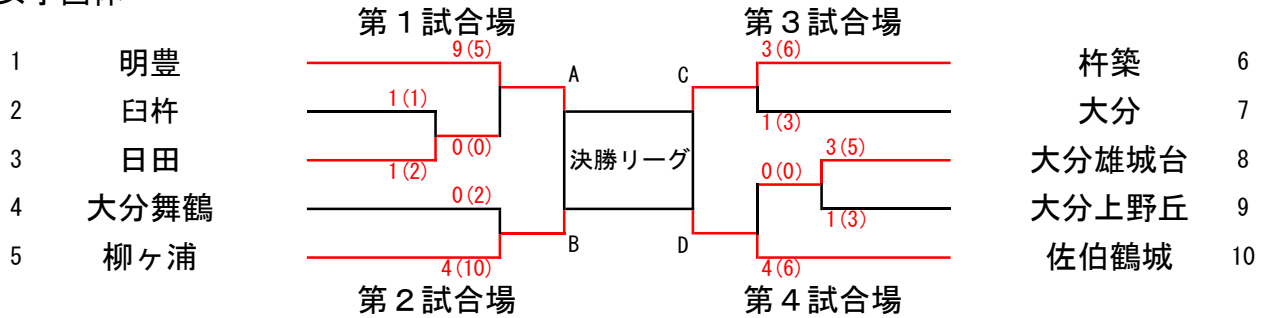 女子団体
第１試合場 第３試合場
9(5) 3(6)
1 明豊 杵築 6
A C
1(1)
2 臼杵 大分 7
1(3)
0(0) 3(5)
3 日田 決勝リーグ 大分雄城台 8
1(2) 0(0)
0(2)
4 大分舞鶴 大分上野丘 9
1(3)
B D
5 柳ヶ浦 佐伯鶴城 10
4(10) 4(6)
第２試合場 第４試合場